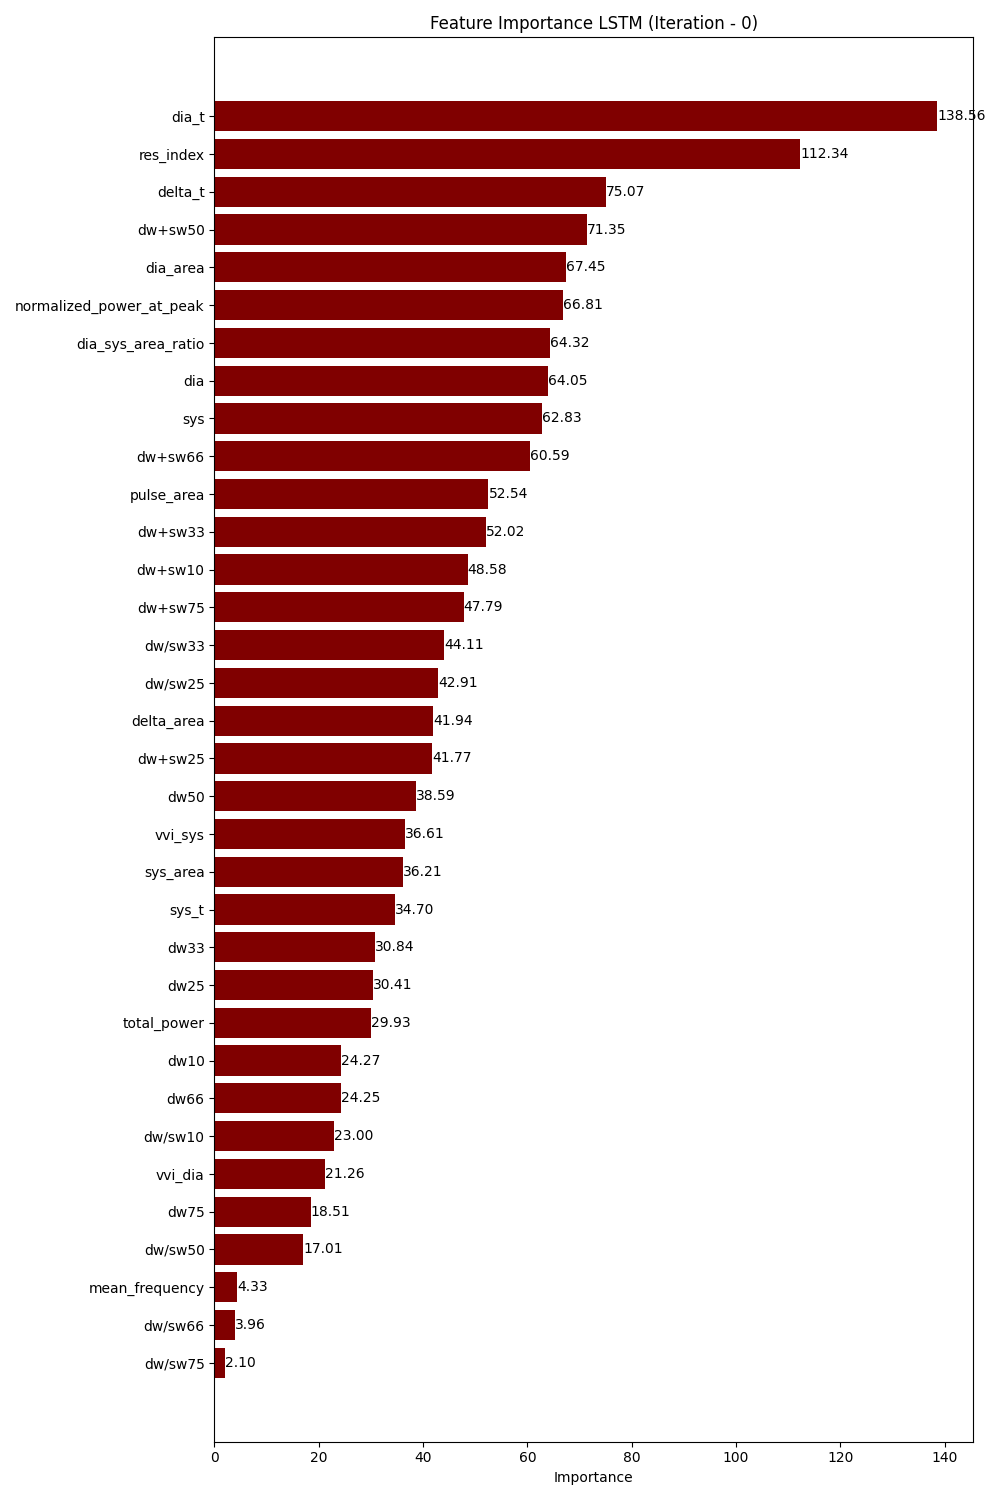 Feature Importance LSTM (Iteration - 0)
dia_t 138.56
res_index 112.34
delta_t 75.07
dw+sw50 71.35
dia_area 67.45
normalized_power_at_peak 66.81
dia_sys_area_ratio 64.32
dia 64.05
sys 62.83
dw+sw66 60.59
pulse_area 52.54
dw+sw33 52.02
dw+sw10 48.58
dw+sw75 47.79
dw/sw33 44.11
dw/sw25 42.91
delta_area 41.94
dw+sw25 41.77
dw50 38.59
vvi_sys 36.61
sys_area 36.21
sys_t 34.70
dw33 30.84
dw25 30.41
total_power 29.93
dw10 24.27
dw66 24.25
dw/sw10 23.00
vvi_dia 21.26
dw75 18.51
dw/sw50 17.01
mean_frequency 4.33
dw/sw66 3.96
dw/sw75 2.10
0 20 40 60 80 100 120 140
Importance